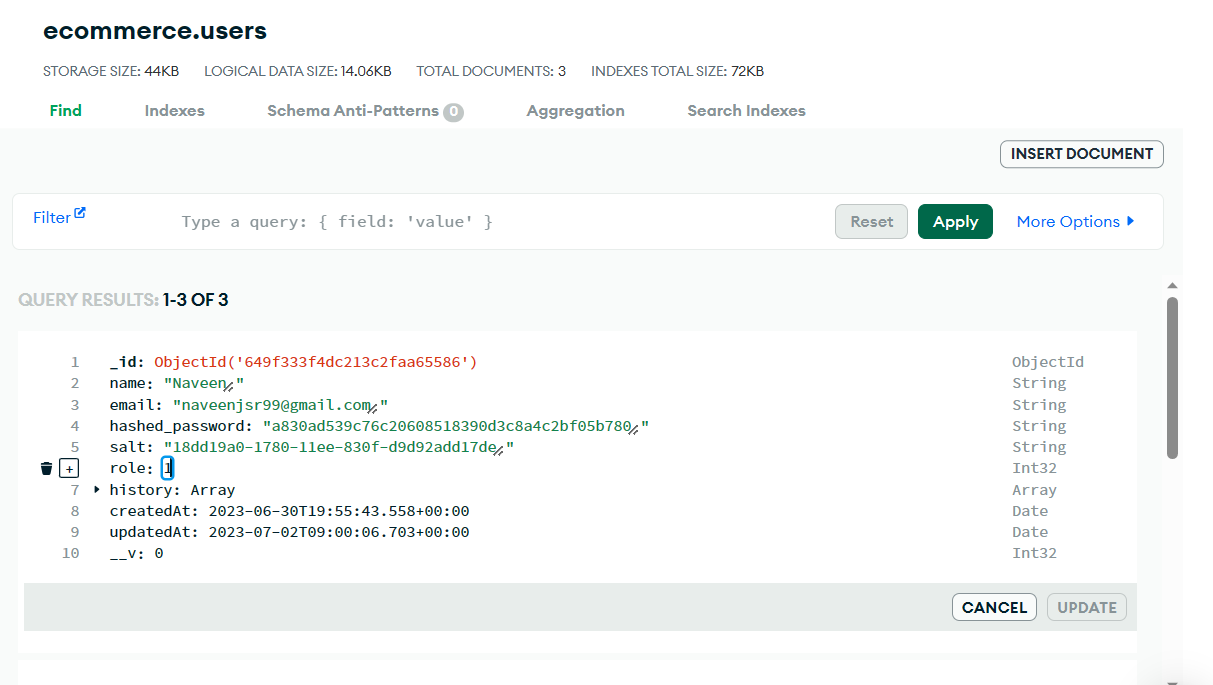 ecommerce.users
STORAGE SIZE: 44KB LOGICAL DATA SIZE: 14.06KB TOTAL DOCUMENTS: 3 INDEXES TOTAL SIZE: 72KB
Find Indexes Schema Anti-Patterns 0 Aggregation Search Indexes
INSERT DOCUMENT
Filter Type a query: { field: 'value' } Reset Apply More Options
QUERY RESULTS: 1-3 OF 3
1 _id: ObjectId('649f333f4dc213c2faa65586') ObjectId
2 name: "Naveen" String
3 email: "naveenjsr99@gmail.com" String
4 hashed_password: "a830ad539c76c20608518390d3c8a4c2bf05b780" String
5 salt: "18dd19a0-1780-11ee-830f-d9d92add17de" String
+ role: 1 Int32
7 history: Array Array
8 createdAt: 2023-06-30T19:55:43.558+00:00 Date
9 updatedAt: 2023-07-02T09:00:06.703+00:00 Date
10 __v: 0 Int32
CANCEL UPDATE